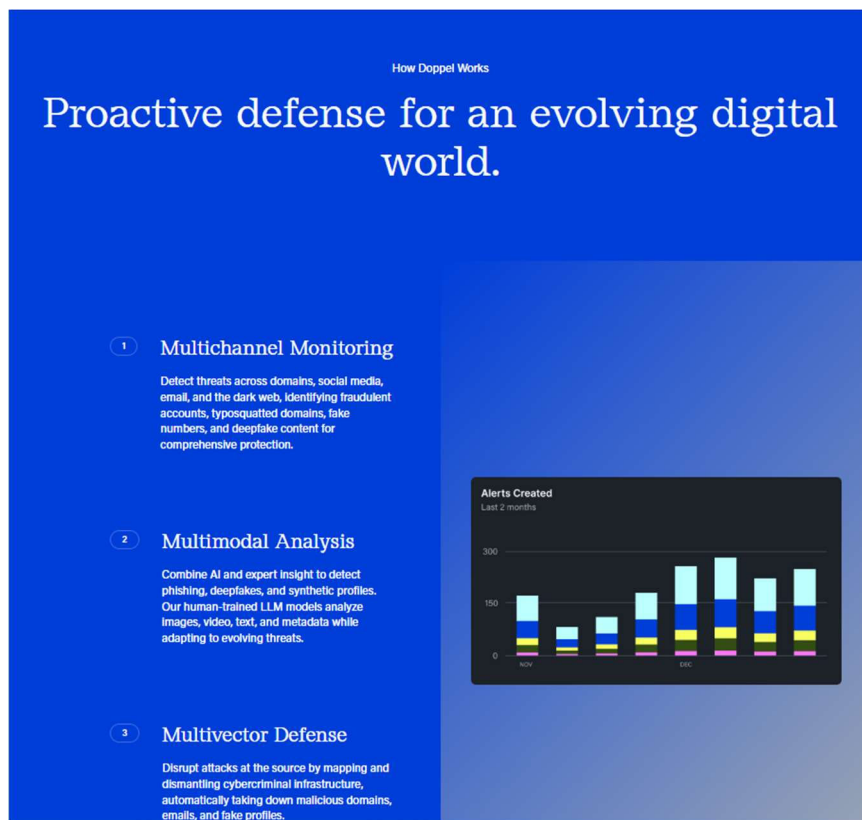 How Doppel Works
Proactive defense for an evolving digital
world.
1
Multichannel Monitoring
Detect threats across domains, social media,
email, and the dark web, identifying fraudulent
accounts, typosquatted domains, fake
numbers, and deepfake content for
comprehensive protection.
2
Multimodal Analysis
Combine AI and expert insight to detect
phishing, deepfakes, and synthetic profiles.
Our human-trained LLM models analyze
images, video, text, and metadata while
adapting to evolving threats.
3
Multivector Defense
Disrupt attacks at the source by mapping and
dismantling cybercriminal infrastructure,
automatically taking down malicious domains,
emails, and fake profiles.
Alerts Created
Last 2 months
300
150
0
NOV
DEC